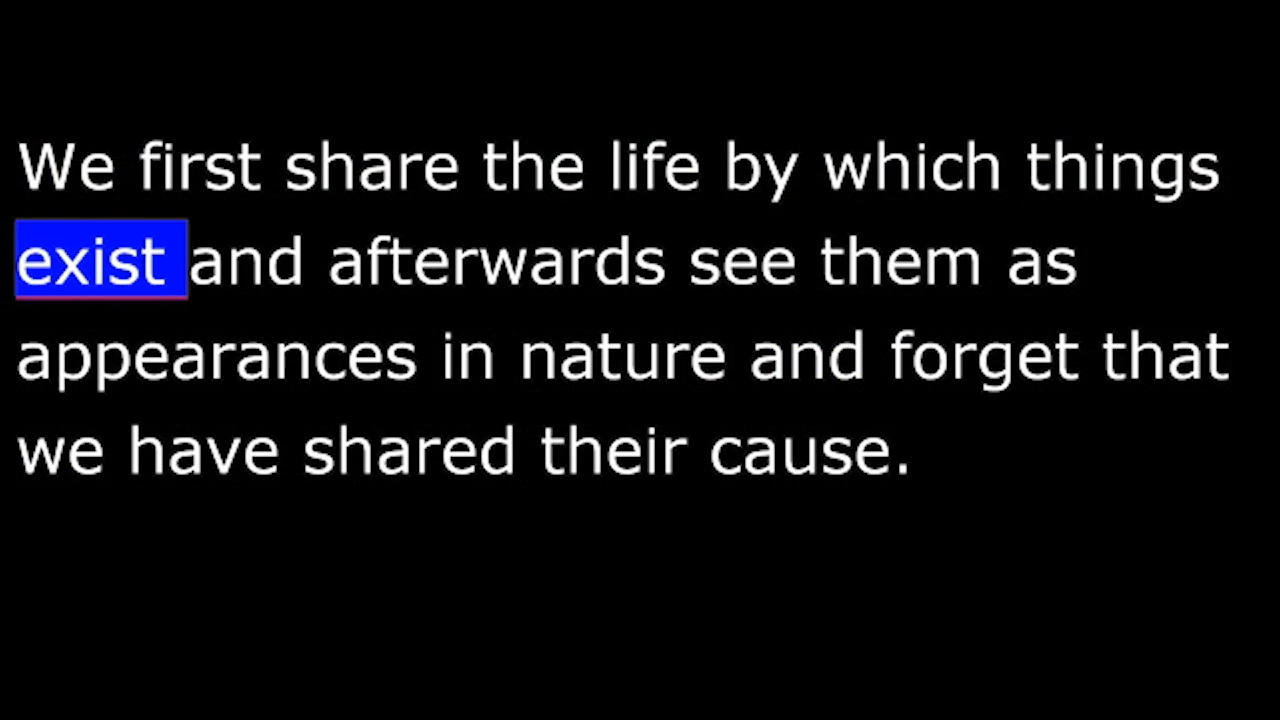 We first share the life by which things
exist and afterwards see them as
appearances in nature and forget that
we have shared their cause.